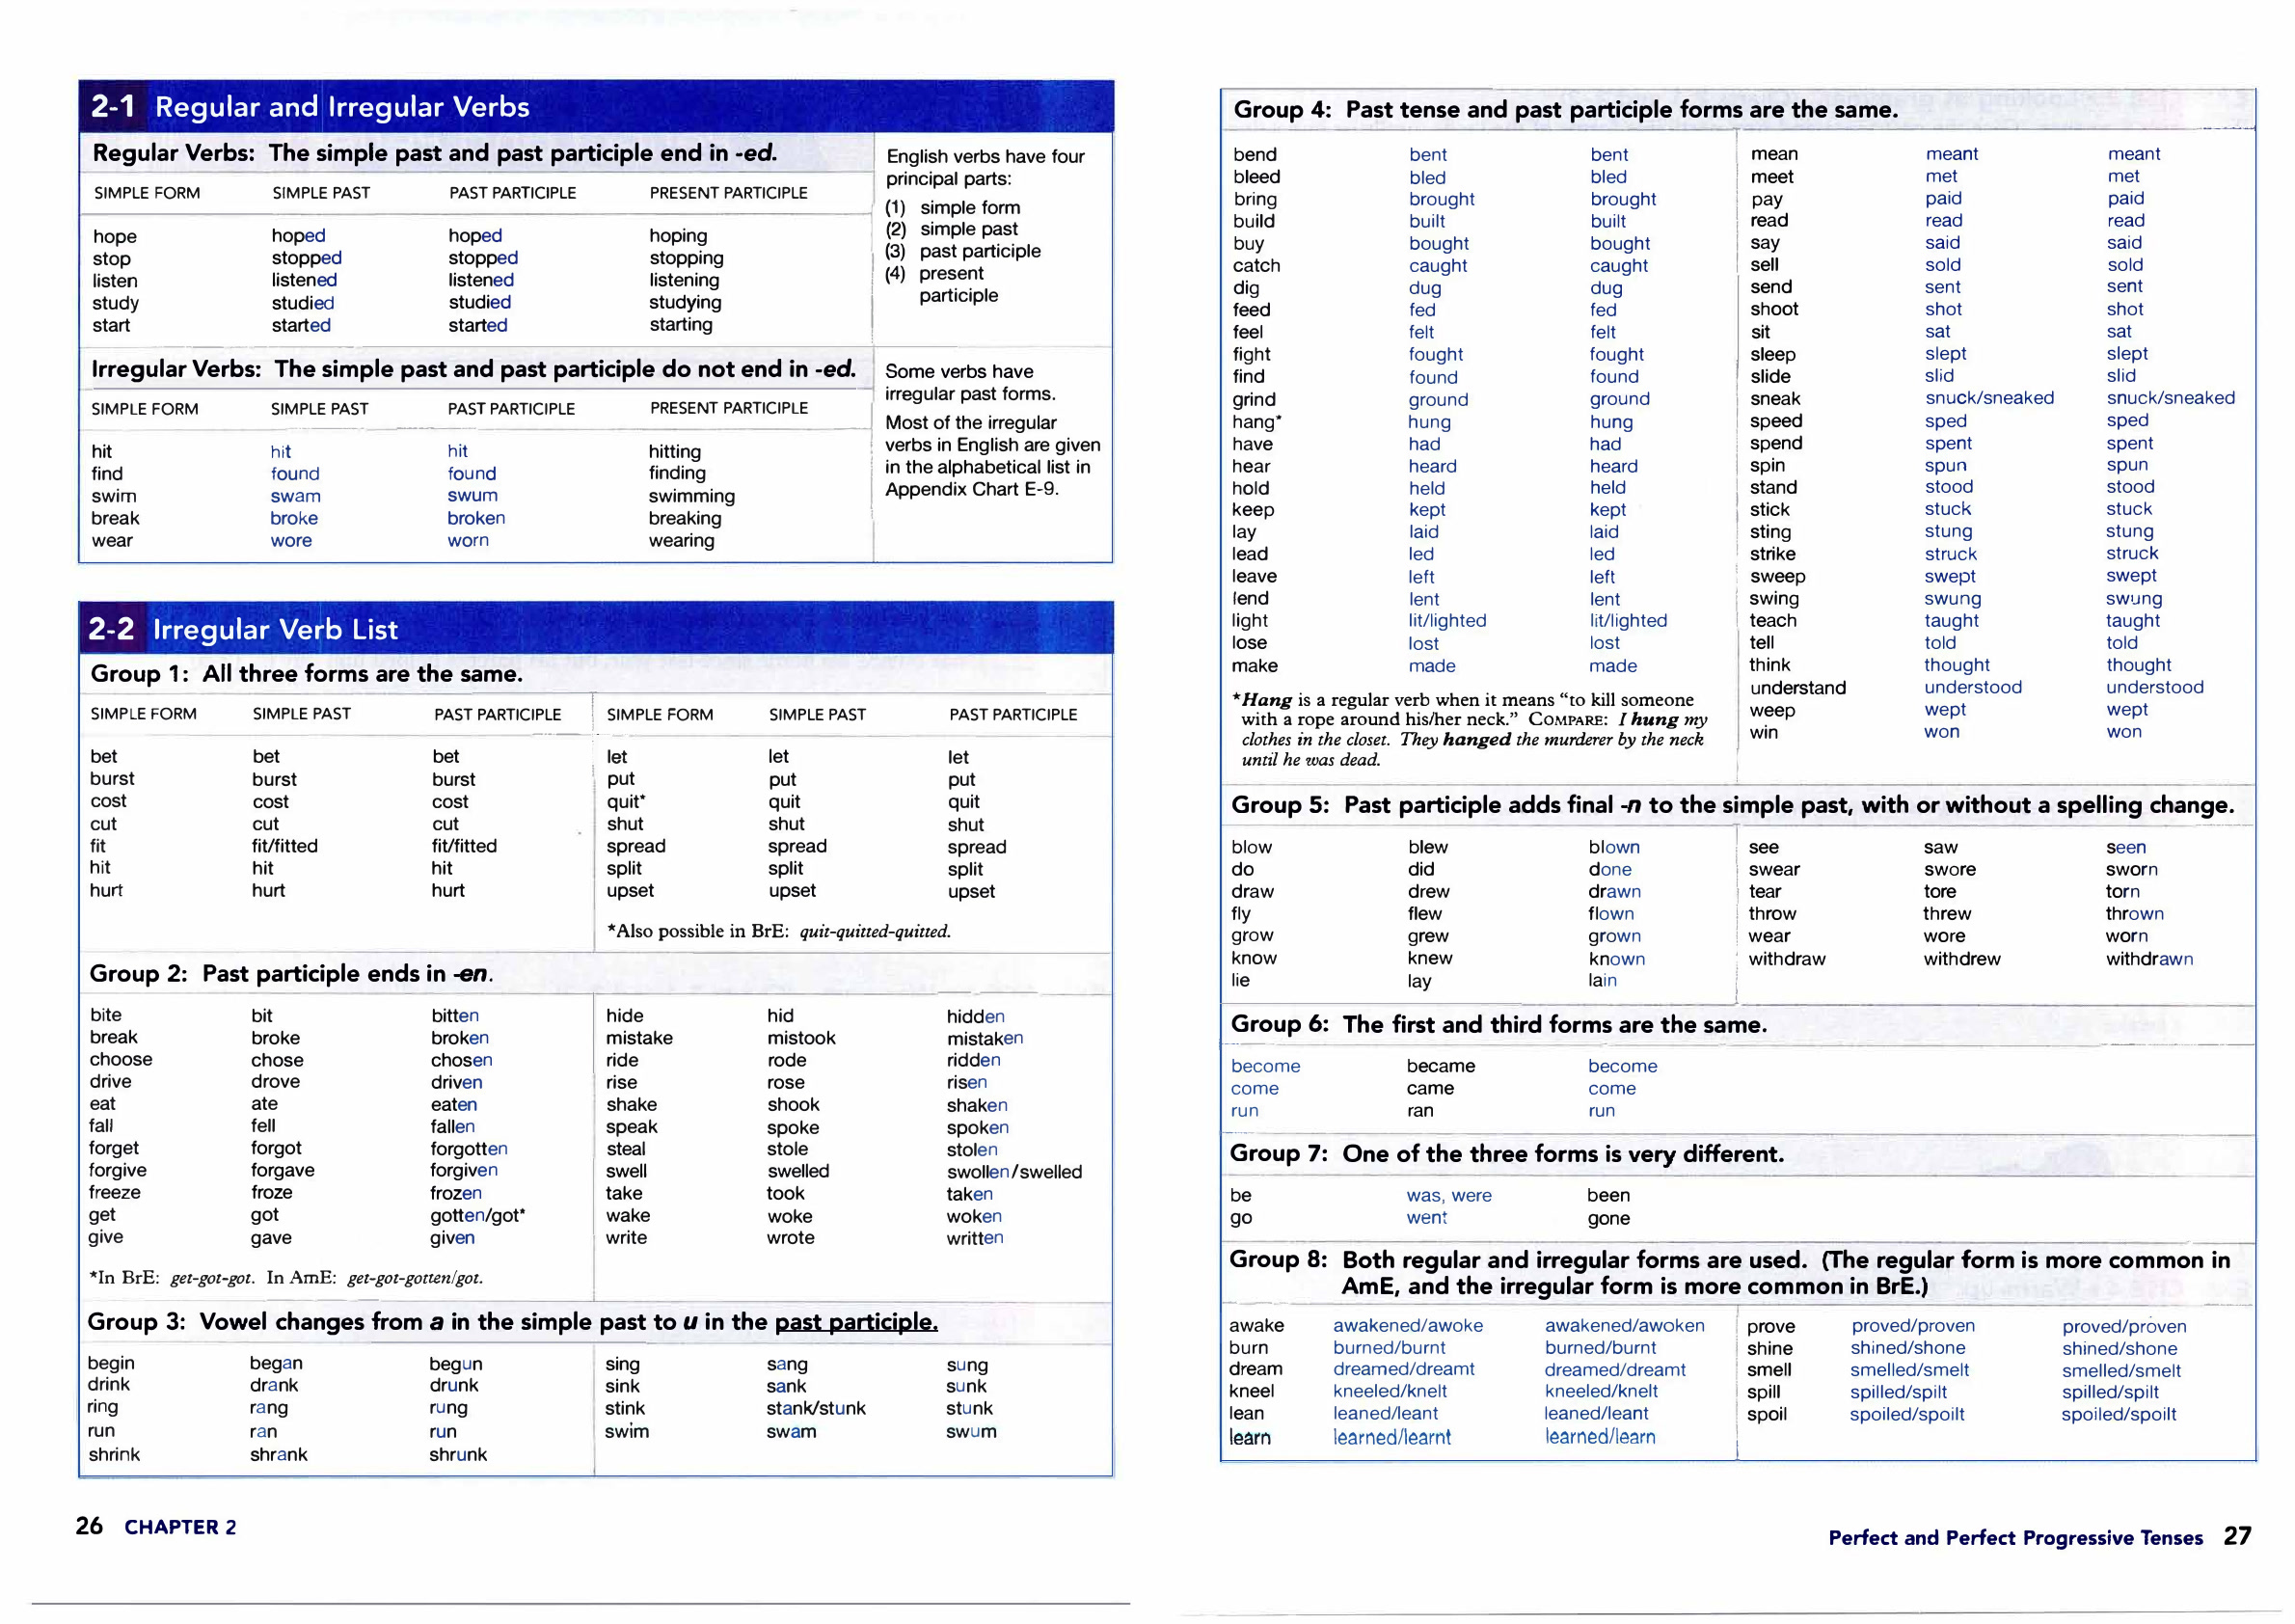 2-1 Regular and Irregular Verbs
Regular Verbs: The simple past and past participle end in -ed.
SIMPLE FORM SIMPLE PAST PAST PARTICIPLE PRESENT PARTICIPLE
hope hoped hoped hoping
stop stopped stopped stopping
listen listened listened listening
study studied studied studying
start started started starting
English verbs have four
principal parts:
(1) simple form
(2) simple past
(3) past participle
(4) present
participle
Irregular Verbs: The simple past and past participle do not end in -ed.
SIMPLE FORM SIMPLE PAST PAST PARTICIPLE PRESENT PARTICIPLE
hit hit hit hitting
find found found finding
swim swam swum swimming
break broke broken breaking
wear wore worn wearing
Some verbs have
irregular past forms.
Most of the irregular
verbs in English are given
in the alphabetical list in
Appendix Chart E-9.
2-2 Irregular Verb List
Group 1: All three forms are the same.
SIMPLE FORM SIMPLE PAST PAST PARTICIPLE SIMPLE FORM SIMPLE PAST PAST PARTICIPLE
bet bet bet let let let
burst burst burst put put put
cost cost cost quit* quit quit
cut cut cut shut shut shut
fit fit/fitted fit/fitted spread spread spread
hit hit hit split split split
hurt hurt hurt upset upset upset
*Also possible in BrE: quit-quitted-quitted.
Group 2: Past participle ends in -en.
bite bit bitten hide hid hidden
break broke broken mistake mistook mistaken
choose chose chosen ride rode ridden
drive drove driven rise rose risen
eat ate eaten shake shook shaken
fall fell fallen speak spoke spoken
forget forgot forgotten steal stole stolen
forgive forgave forgiven swell swelled swollen/swelled
freeze froze frozen take took taken
get got gotten/got* wake woke woken
give gave given write wrote written
*In BrE: get-got-got. In AmE: get-got-gotten/got.
Group 3: Vowel changes from a in the simple past to u in the past participle.
begin began begun sing sang sung
drink drank drunk sink sank sunk
ring rang rung stink stank/stunk stunk
run ran run swim swam swum
shrink shrank shrunk
26 CHAPTER 2
Group 4: Past tense and past participle forms are the same.
bend bent bent mean meant meant
bleed bled bled meet met met
bring brought brought pay paid paid
build built built read read read
buy bought bought say said said
catch caught caught sell sold sold
dig dug dug send sent sent
feed fed fed shoot shot shot
feel felt felt sit sat sat
fight fought fought sleep slept slept
find found found slide slid slid
grind ground ground sneak snuck/sneaked snuck/sneaked
hang* hung hung speed sped sped
have had had spend spent spent
hear heard heard spin spun spun
hold held held stand stood stood
keep kept kept stick stuck stuck
lay laid laid sting stung stung
lead led led strike struck struck
leave left left sweep swept swept
lend lent lent swing swung swung
light lit/lighted lit/lighted teach taught taught
lose lost lost tell told told
make made made think thought thought
understand understood understood
weep wept wept
win won won
*Hang is a regular verb when it means "to kill someone
with a rope around his/her neck." COMPARE: I hung my
clothes in the closet. They hanged the murderer by the neck
until he was dead.
Group 5: Past participle adds final -n to the simple past, with or without a spelling change.
blow blew blown see saw seen
do did done swear swore sworn
draw drew drawn tear tore torn
fly flew flown throw threw thrown
grow grew grown wear wore worn
know knew known withdraw withdrew withdrawn
lie lay lain
Group 6: The first and third forms are the same.
become became become
come came come
run ran run
Group 7: One of the three forms is very different.
be was, were been
go went gone
Group 8: Both regular and irregular forms are used. (The regular form is more common in
AmE, and the irregular form is more common in BrE.)
awake awakened/awoke awakened/awoken prove proved/proven proved/proven
burn burned/burnt burned/burnt shine shined/shone shined/shone
dream dreamed/dreamt dreamed/dreamt smell smelled/smelt smelled/smelt
kneel kneeled/knelt kneeled/knelt spill spilled/spilt spilled/spilt
lean leaned/leant leaned/leant spoil spoiled/spoilt spoiled/spoilt
learn learned/learnt learned/learn
Perfect and Perfect Progressive Tenses 27